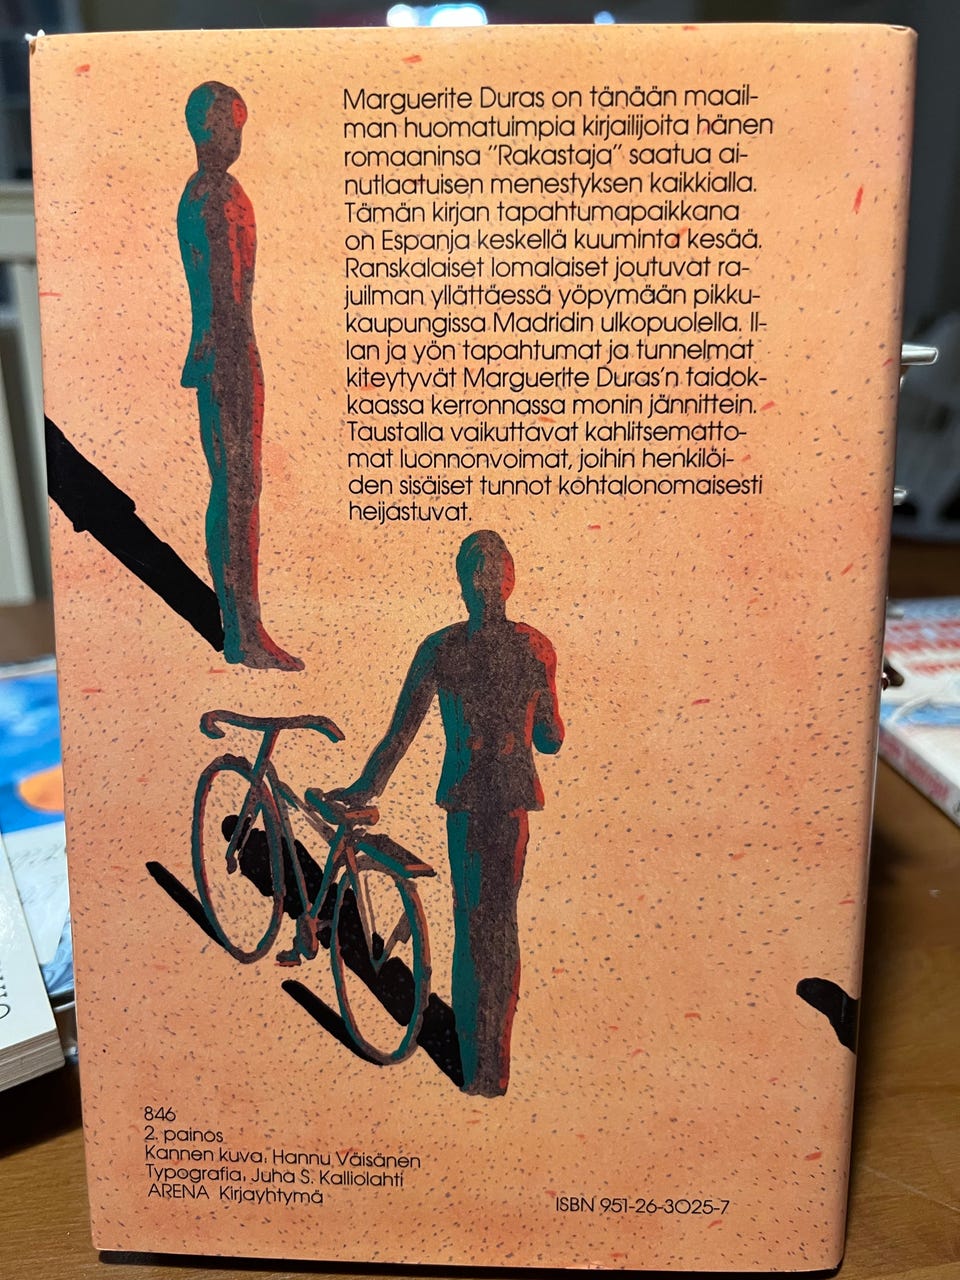 Marguerite Duras on tänään maail-
man huomatuimpia kirjailijoita hänen
romaaninsa "Rakastaja" saatua ai-
nutlaatuisen menestyksen kaikkialla.
Tämän kirjan tapahtumapaikkana
on Espanja keskellä kuuminta kesää.
Ranskalaiset lomalaiset joutuvat ra-
juilman yllättäessä yöpymään pikku-
kaupungissa Madridin ulkopuolella. Il-
lan ja yön tapahtumat ja tunnelmat
kiteytyvät Marguerite Duras'n taidok-
kaassa kerronnassa monin jännittein.
Taustalla vaikuttavat kahlitsematto-
mat luonnonvoimat, joihin henkilöi-
den sisäiset tunnot kohtalonomaisesti
heijastuvat.
846
2. painos
Kannen kuva, Hannu Väisänen
Typografia, Juha S. Kalliolahti
ARENA Kirjayhtymä
ISBN 951-26-3025-7